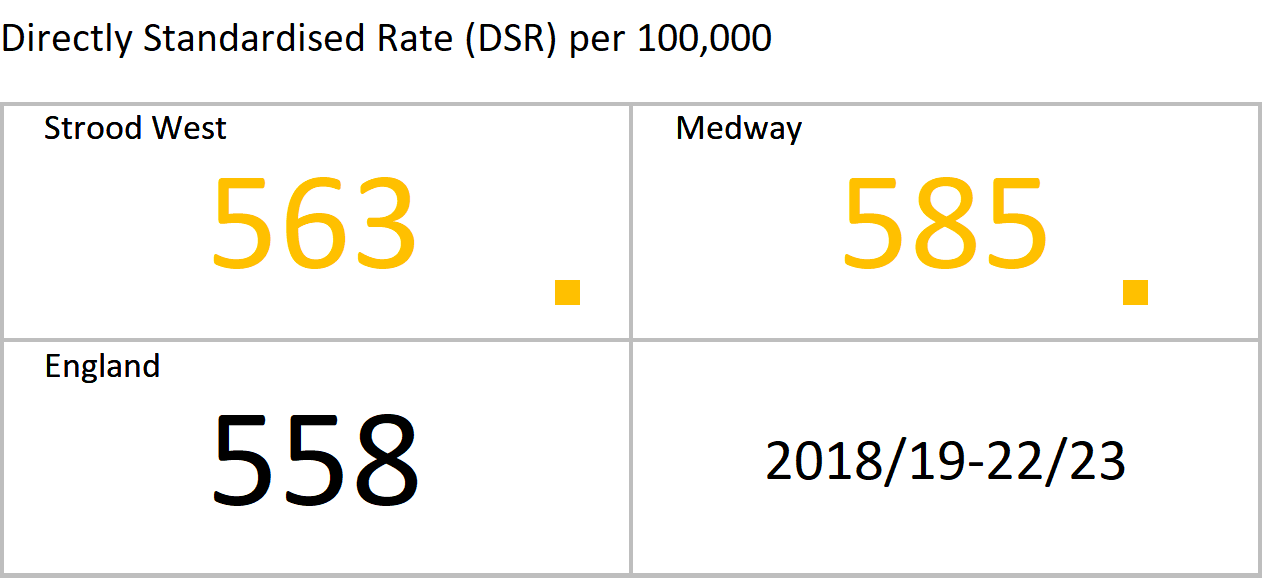 Directly Standardised Rate (DSR) per 100,000
Strood West
563
Medway
585
England
558
2018/19-22/23